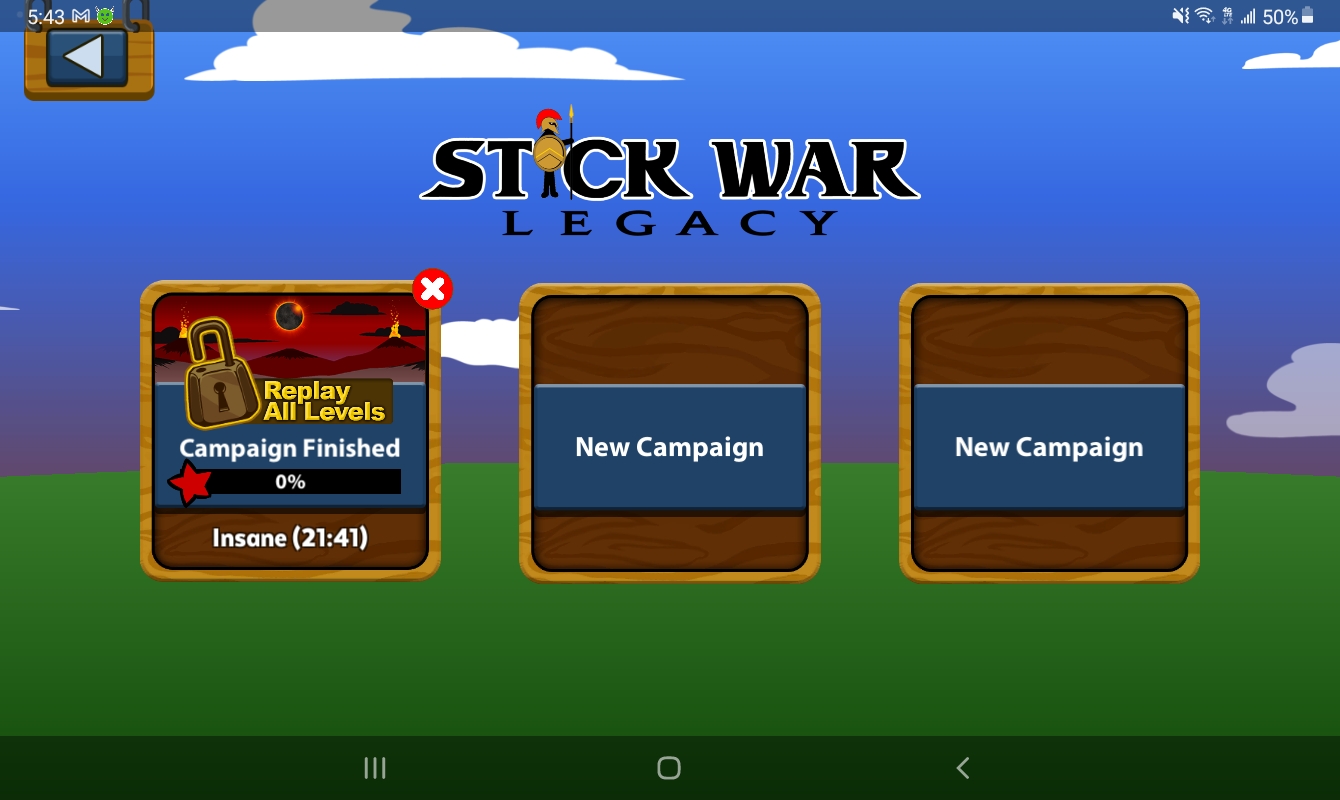 5:43
50%
STICK WAR
LEGACY
Replay
All Levels
Campaign Finished
0%
Insane (21:41)
New Campaign
New Campaign